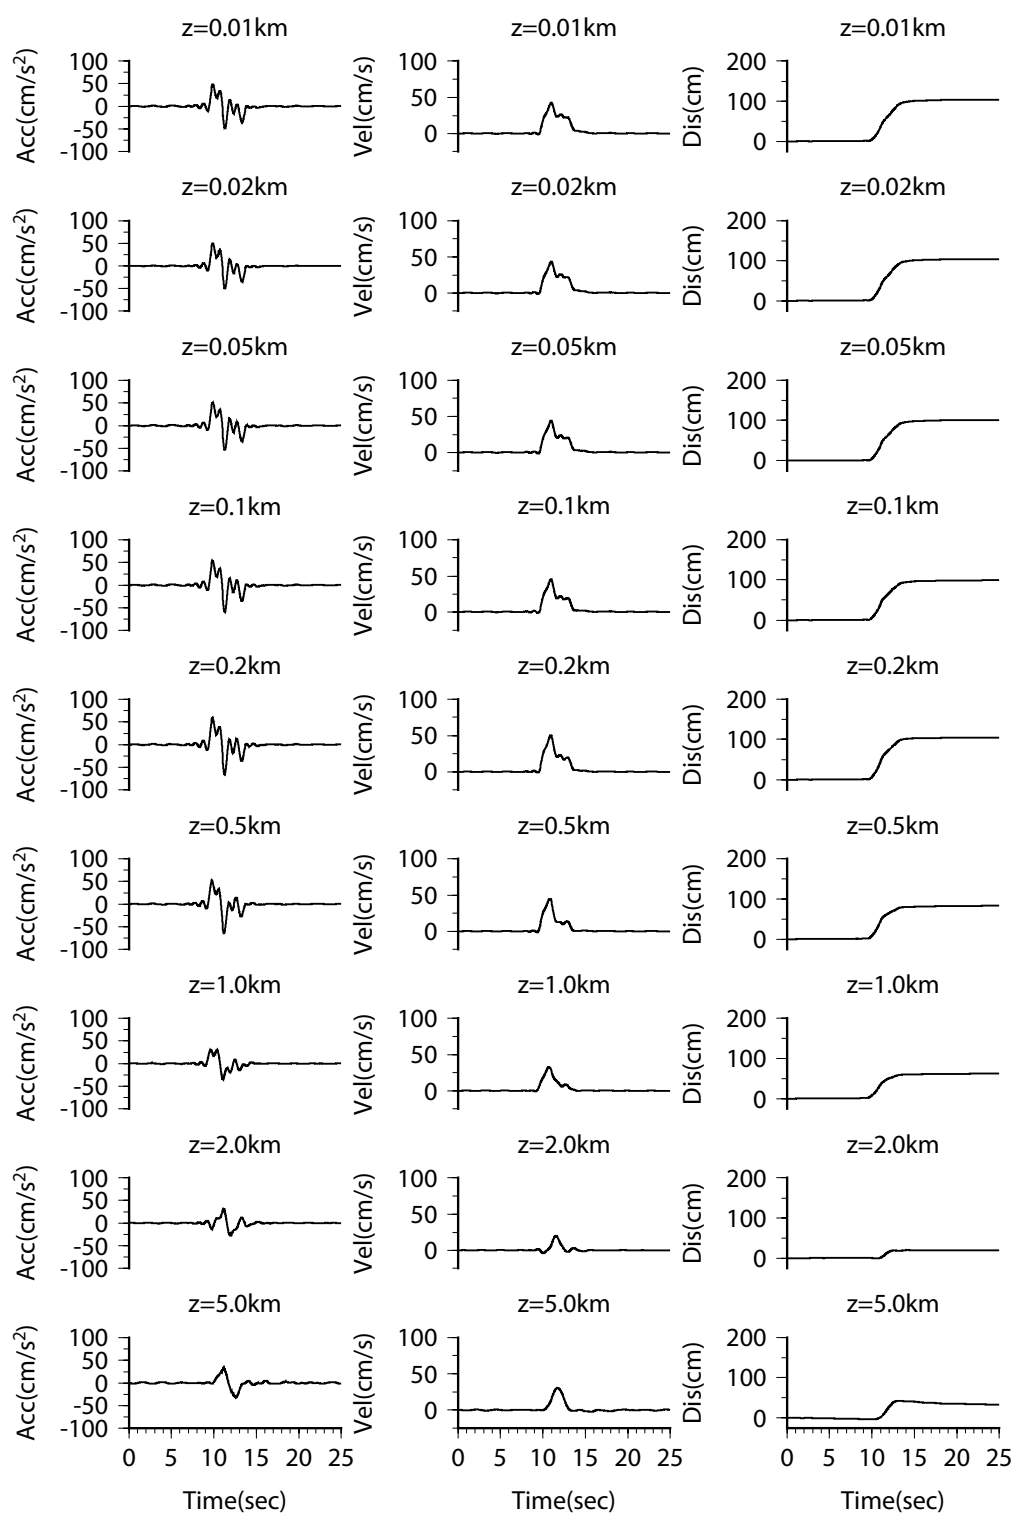 z=0.01km z=0.01km z=0.01km
Acc(cm/s²) 100 50 0 -50 -100 Vel(cm/s) 100 50 0 Dis(cm) 200 100 0
z=0.02km z=0.02km z=0.02km
Acc(cm/s²) 100 50 0 -50 -100 Vel(cm/s) 100 50 0 Dis(cm) 200 100 0
z=0.05km z=0.05km z=0.05km
Acc(cm/s²) 100 50 0 -50 -100 Vel(cm/s) 100 50 0 Dis(cm) 200 100 0
z=0.1km z=0.1km z=0.1km
Acc(cm/s²) 100 50 0 -50 -100 Vel(cm/s) 100 50 0 Dis(cm) 200 100 0
z=0.2km z=0.2km z=0.2km
Acc(cm/s²) 100 50 0 -50 -100 Vel(cm/s) 100 50 0 Dis(cm) 200 100 0
z=0.5km z=0.5km z=0.5km
Acc(cm/s²) 100 50 0 -50 -100 Vel(cm/s) 100 50 0 Dis(cm) 200 100 0
z=1.0km z=1.0km z=1.0km
Acc(cm/s²) 100 50 0 -50 -100 Vel(cm/s) 100 50 0 Dis(cm) 200 100 0
z=2.0km z=2.0km z=2.0km
Acc(cm/s²) 100 50 0 -50 -100 Vel(cm/s) 100 50 0 Dis(cm) 200 100 0
z=5.0km z=5.0km z=5.0km
Acc(cm/s²) 100 50 0 -50 -100 Vel(cm/s) 100 50 0 Dis(cm) 200 100 0
0 5 10 15 20 25 0 5 10 15 20 25 0 5 10 15 20 25
Time(sec) Time(sec) Time(sec)